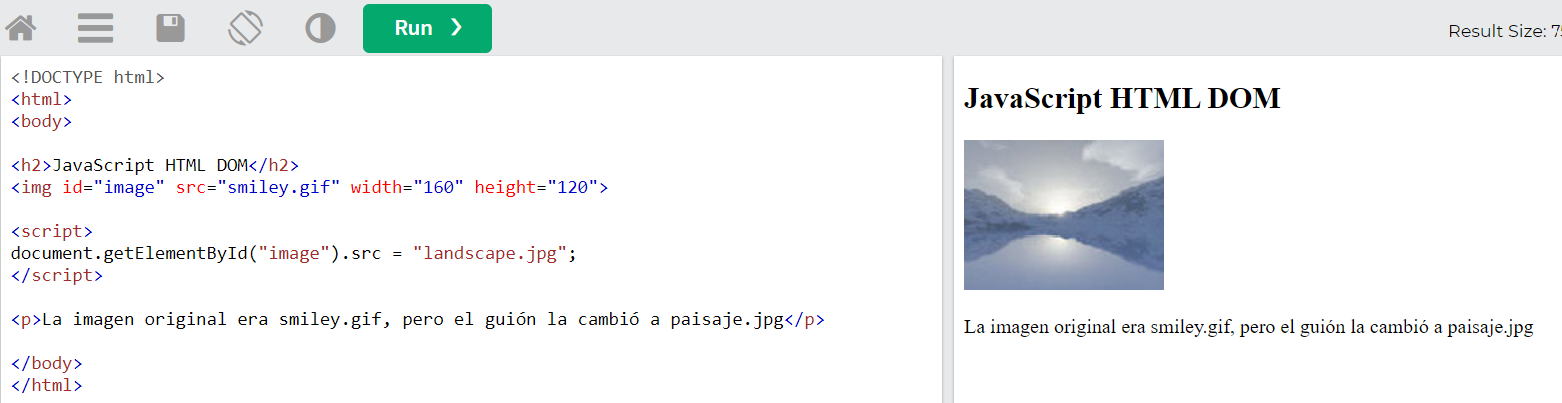 Run ❯
Result Size: 75
<!DOCTYPE html>
<html>
<body>
<h2>JavaScript HTML DOM</h2>
<img id="image" src="smiley.gif" width="160" height="120">
<script>
document.getElementById("image").src = "landscape.jpg";
</script>
<p>La imagen original era smiley.gif, pero el guión la cambió a paisaje.jpg</p>
</body>
</html>
JavaScript HTML DOM
La imagen original era smiley.gif, pero el guión la cambió a paisaje.jpg